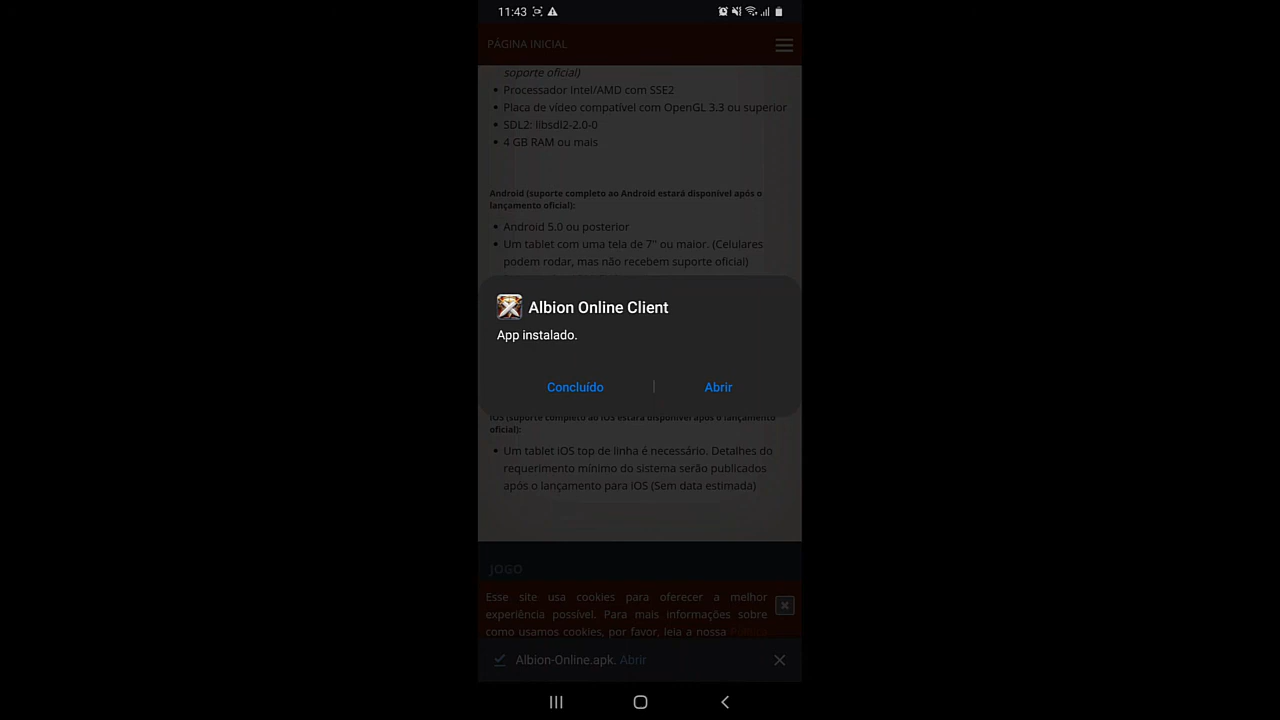 11:43
PÁGINA INICIAL
soporte oficial)
• Processador Intel/AMD com SSE2
• Placa de vídeo compatível com OpenGL 3.3 ou superior
• SDL2: libsdl2-2.0-0
• 4 GB RAM ou mais
Android (suporte completo ao Android estará disponível após o
lançamento oficial):
• Android 5.0 ou posterior
• Um tablet com uma tela de 7'' ou maior. (Celulares
podem rodar, mas não recebem suporte oficial)
Albion Online Client
App instalado.
Concluído | Abrir
iOS (suporte completo ao iOS estará disponível após o lançamento
oficial):
• Um tablet iOS top de linha é necessário. Detalhes do
requerimento mínimo do sistema serão publicados
após o lançamento para iOS (Sem data estimada)
JOGO
Esse site usa cookies para oferecer a melhor
experiência possível. Para mais informações sobre
como usamos cookies, por favor, leia a nossa
Albion-Online.apk. Abrir